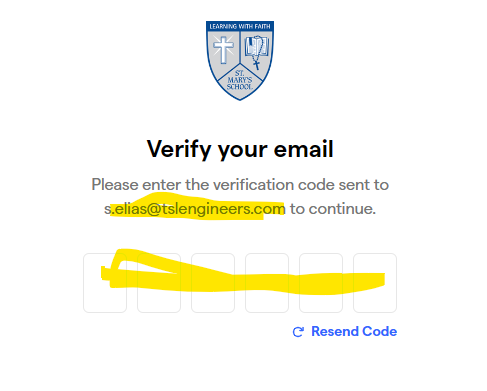 LEARNING WITH FAITH
ST.
MARY'S
SCHOOL
Verify your email
Please enter the verification code sent to
s.elias@tslengineers.com to continue.
Resend Code